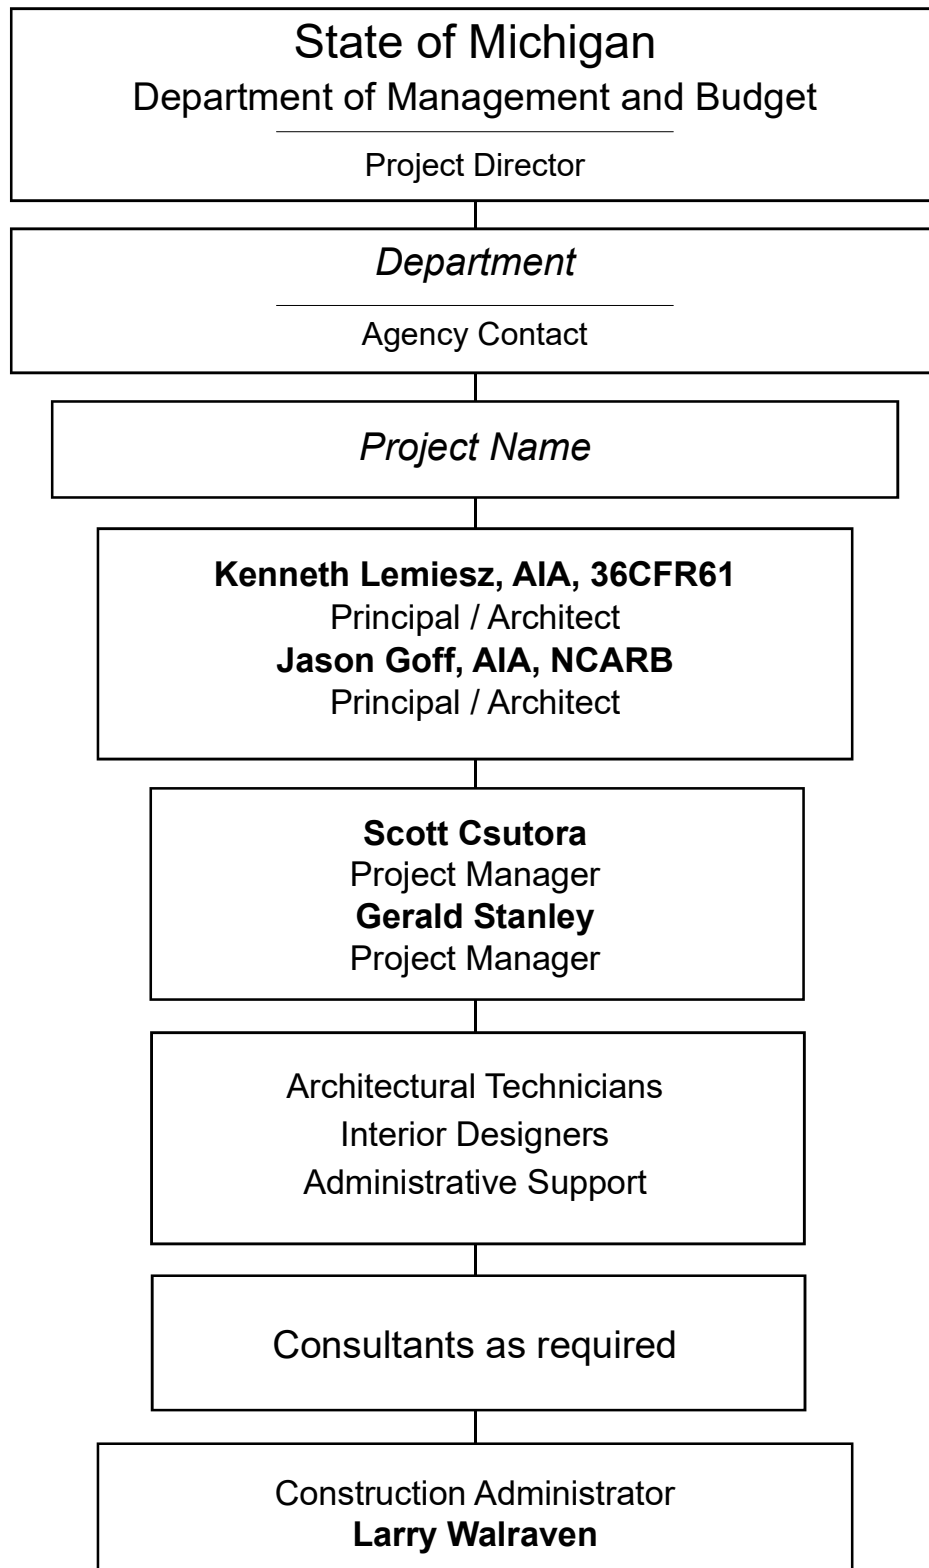 State of Michigan
Department of Management and Budget
Project Director
Department
Agency Contact
Project Name
Kenneth Lemiesz, AIA, 36CFR61
Principal / Architect
Jason Goff, AIA, NCARB
Principal / Architect
Scott Csutora
Project Manager
Gerald Stanley
Project Manager
Architectural Technicians
Interior Designers
Administrative Support
Consultants as required
Construction Administrator
Larry Walraven